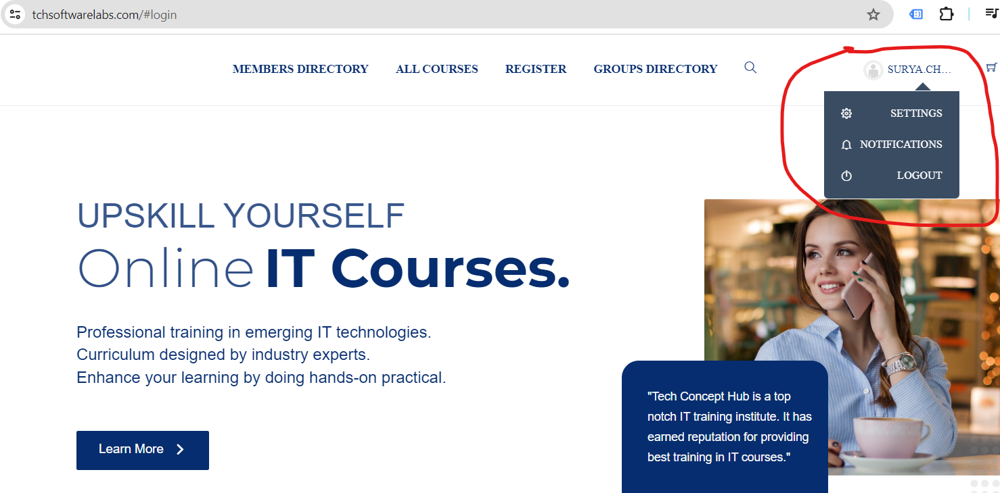 tchsoftwarelabs.com/#login
MEMBERS DIRECTORY ALL COURSES REGISTER GROUPS DIRECTORY SURYA.CH...
SETTINGS
NOTIFICATIONS
LOGOUT
UPSKILL YOURSELF
Online IT Courses.
Professional training in emerging IT technologies.
Curriculum designed by industry experts.
Enhance your learning by doing hands-on practical.
Learn More
"Tech Concept Hub is a top
notch IT training institute. It has
earned reputation for providing
best training in IT courses."